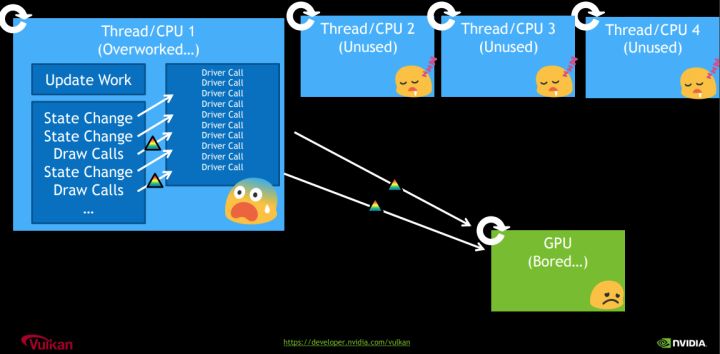 Thread/CPU 1
(Overworked…)
Update Work
State Change
State Change
Draw Calls
State Change
Draw Calls
…
Driver Call
Driver Call
Driver Call
Driver Call
Driver Call
Driver Call
Driver Call
Driver Call
Driver Call
Driver Call
Thread/CPU 2
(Unused)
Thread/CPU 3
(Unused)
Thread/CPU 4
(Unused)
GPU
(Bored…)
Vulkan
https://developer.nvidia.com/vulkan
NVIDIA.